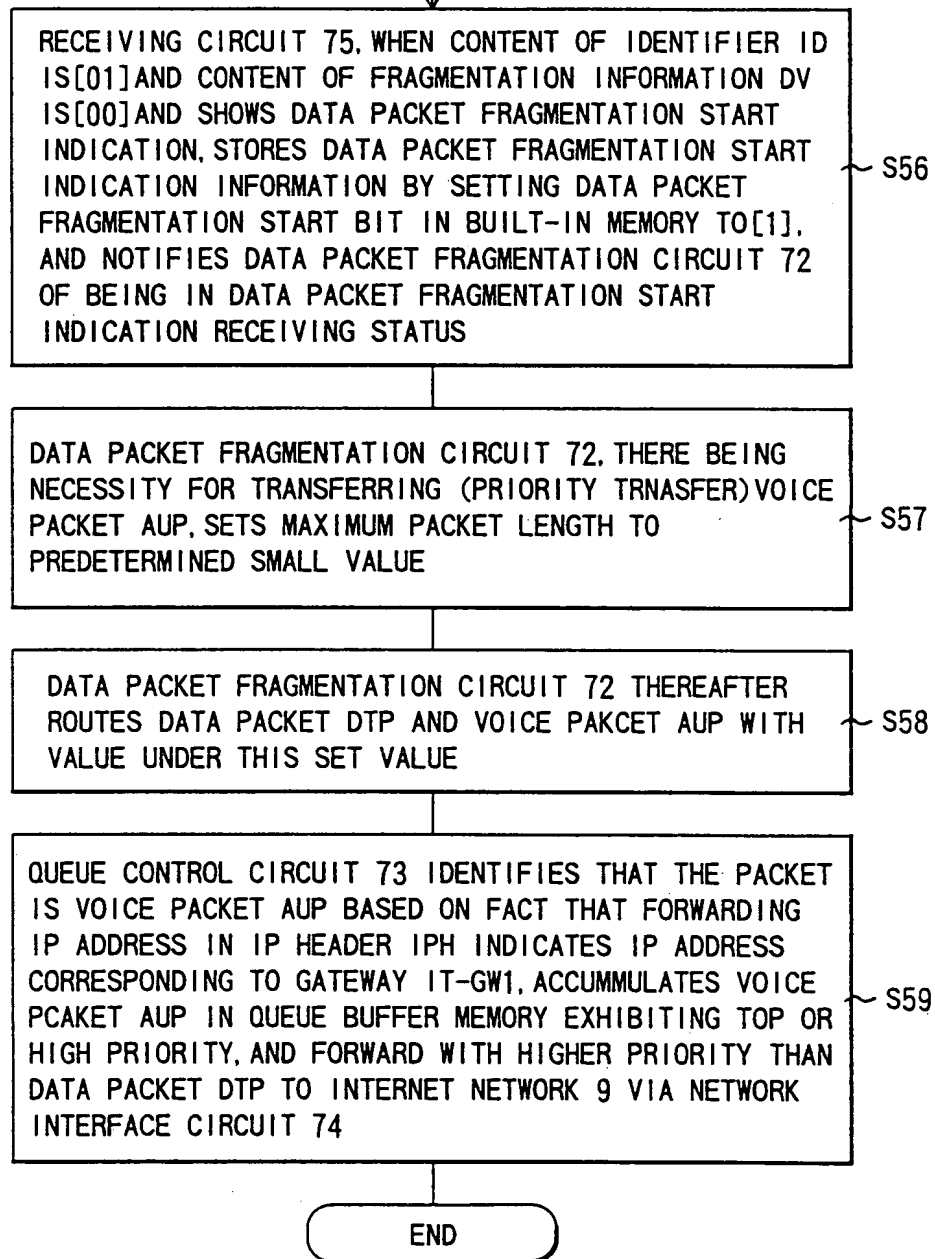 RECEIVING CIRCUIT 75, WHEN CONTENT OF IDENTIFIER ID
IS[01]AND CONTENT OF FRAGMENTATION INFORMATION DV
IS[00]AND SHOWS DATA PACKET FRAGMENTATION START
INDICATION, STORES DATA PACKET FRAGMENTATION START
INDICATION INFORMATION BY SETTING DATA PACKET
FRAGMENTATION START BIT IN BUILT-IN MEMORY TO[1],
AND NOTIFIES DATA PACKET FRAGMENTATION CIRCUIT 72
OF BEING IN DATA PACKET FRAGMENTATION START
INDICATION RECEIVING STATUS
S56
DATA PACKET FRAGMENTATION CIRCUIT 72, THERE BEING
NECESSITY FOR TRANSFERRING (PRIORITY TRNASFER)VOICE
PACKET AUP, SETS MAXIMUM PACKET LENGTH TO
PREDETERMINED SMALL VALUE
S57
DATA PACKET FRAGMENTATION CIRCUIT 72 THEREAFTER
ROUTES DATA PACKET DTP AND VOICE PAKCET AUP WITH
VALUE UNDER THIS SET VALUE
S58
QUEUE CONTROL CIRCUIT 73 IDENTIFIES THAT THE PACKET
IS VOICE PACKET AUP BASED ON FACT THAT FORWARDING
IP ADDRESS IN IP HEADER IPH INDICATES IP ADDRESS
CORRESPONDING TO GATEWAY IT-GW1, ACCUMMULATES VOICE
PCAKET AUP IN QUEUE BUFFER MEMORY EXHIBITING TOP OR
HIGH PRIORITY, AND FORWARD WITH HIGHER PRIORITY THAN
DATA PACKET DTP TO INTERNET NETWORK 9 VIA NETWORK
INTERFACE CIRCUIT 74
S59
END